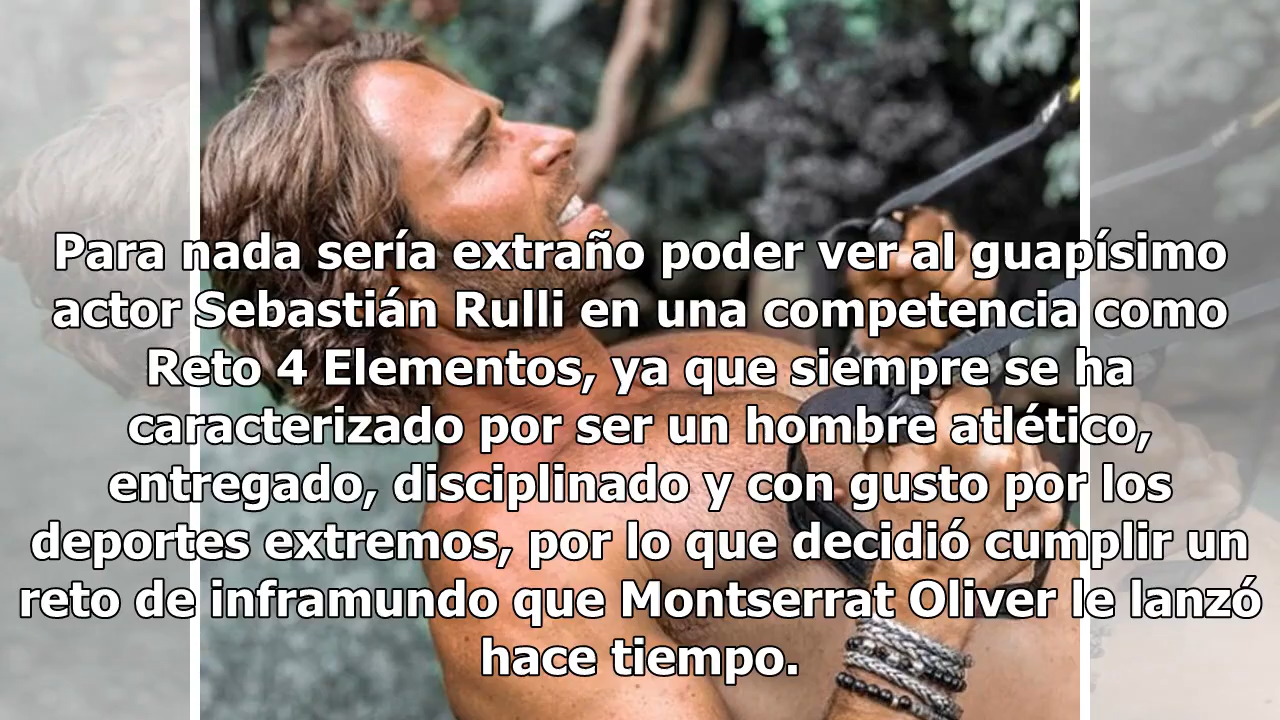 Para nada sería extraño poder ver al guapísimo
actor Sebastián Rulli en una competencia como
Reto 4 Elementos, ya que siempre se ha
caracterizado por ser un hombre atlético,
entregado, disciplinado y con gusto por los
deportes extremos, por lo que decidió cumplir un
reto de inframundo que Montserrat Oliver le lanzó
hace tiempo.